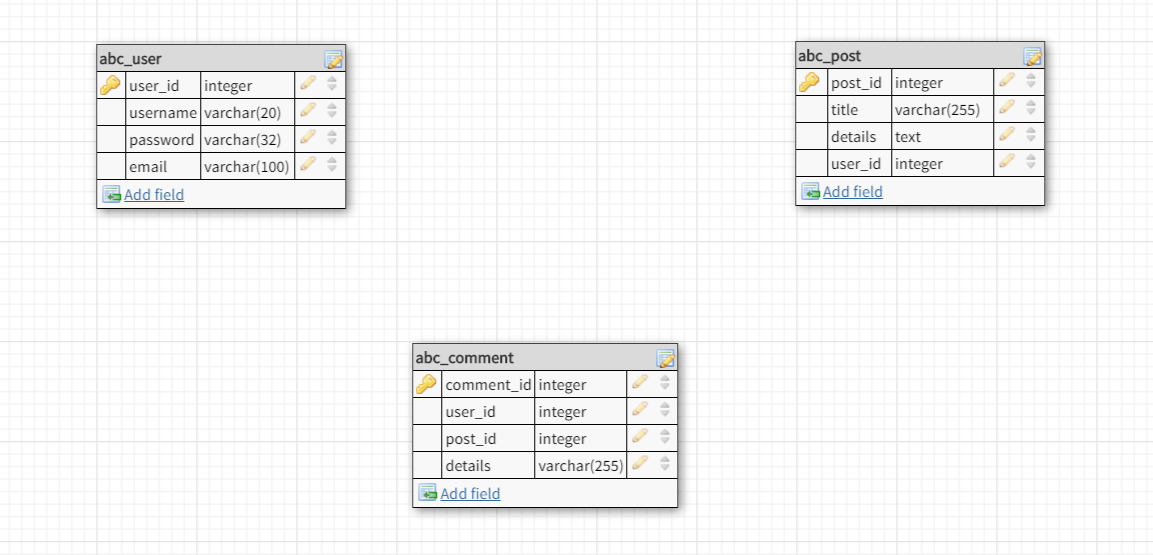 abc_user
user_id integer
username varchar(20)
password varchar(32)
email varchar(100)
Add field
abc_post
post_id integer
title varchar(255)
details text
user_id integer
Add field
abc_comment
comment_id integer
user_id integer
post_id integer
details varchar(255)
Add field